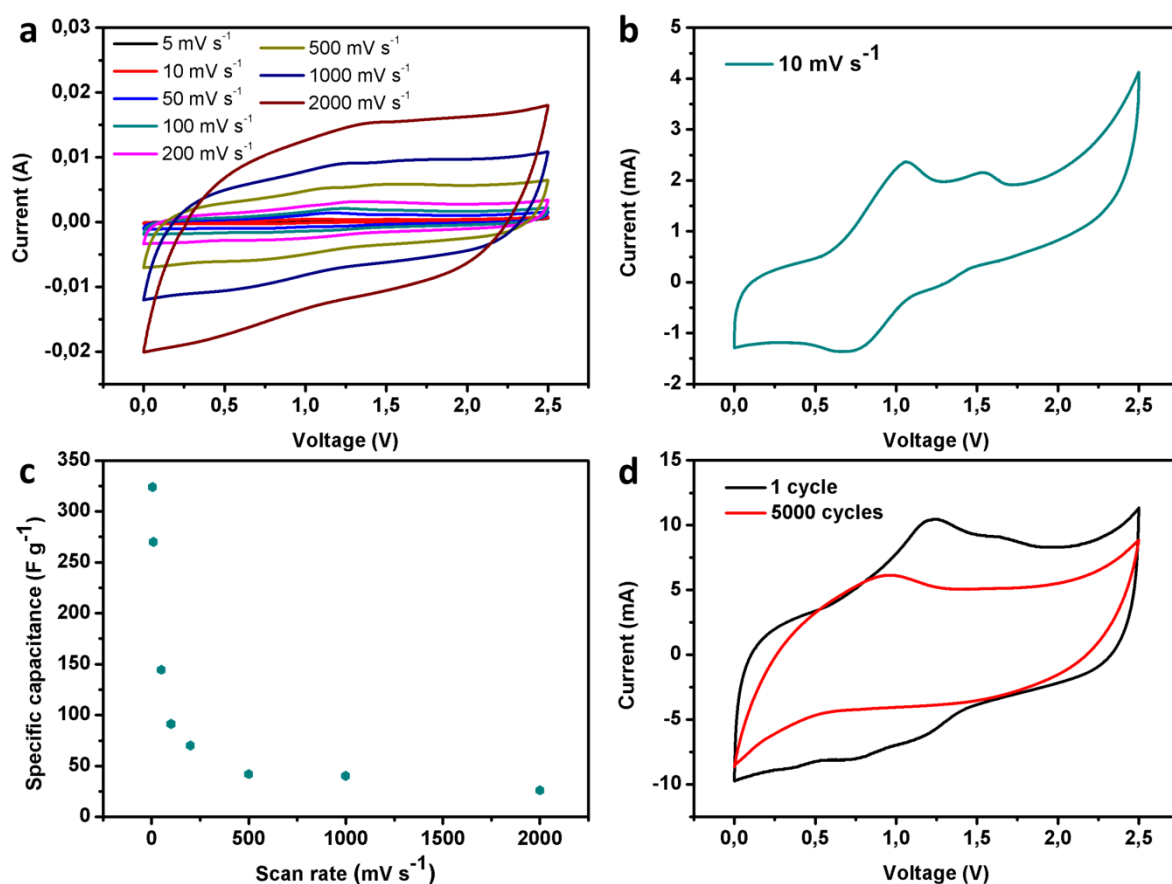 a
0,03
0,02
0,01
0,00
-0,01
-0,02
Current (A)
5 mV s⁻¹
10 mV s⁻¹
50 mV s⁻¹
100 mV s⁻¹
200 mV s⁻¹
500 mV s⁻¹
1000 mV s⁻¹
2000 mV s⁻¹
0,0 0,5 1,0 1,5 2,0 2,5
Voltage (V)
b
5
4
3
2
1
0
-1
-2
Current (mA)
10 mV s⁻¹
0,0 0,5 1,0 1,5 2,0 2,5
Voltage (V)
c
350
300
250
200
150
100
50
0
Specific capacitance (F g⁻¹)
0 500 1000 1500 2000
Scan rate (mV s⁻¹)
d
15
10
5
0
-5
-10
Current (mA)
1 cycle
5000 cycles
0,0 0,5 1,0 1,5 2,0 2,5
Voltage (V)